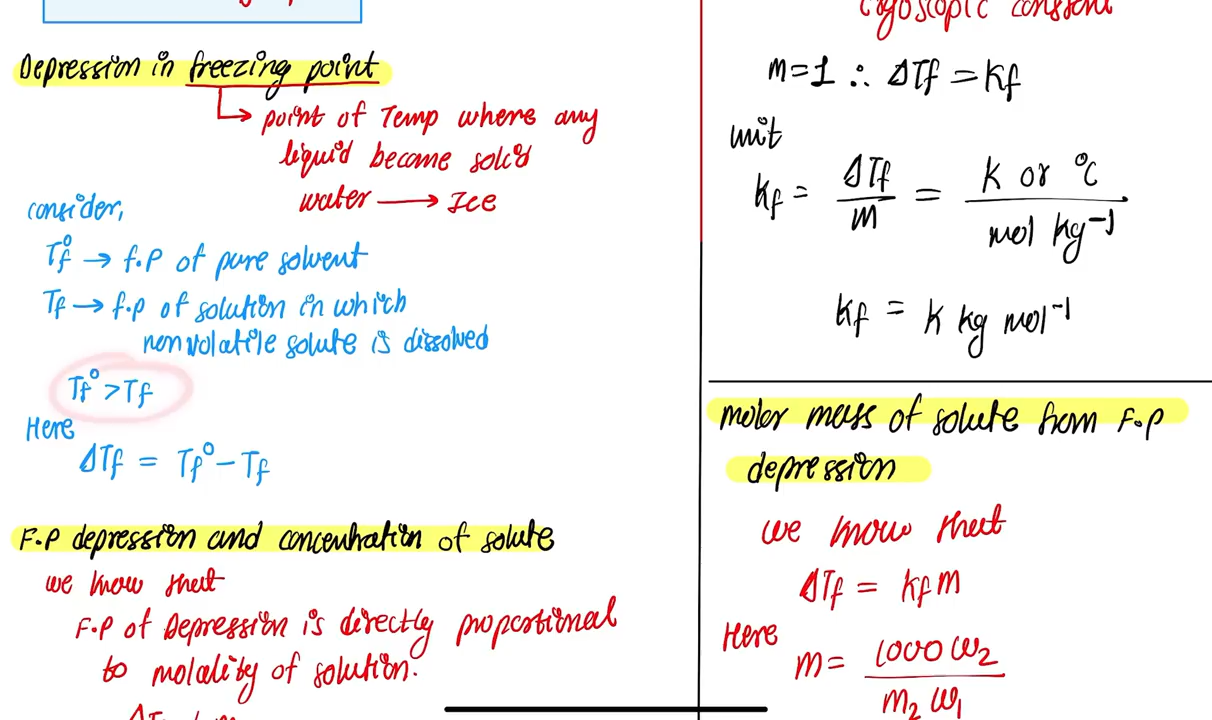 Depression in freezing point
↳ point of Temp where any
liquid become solid
water → Ice
consider,
Tf° → f.P of pure solvent
Tf → f.p of solution in which
nonvolatile solute is dissolved
Tf° > Tf
Here
ΔTf = Tf° - Tf
F.P depression and concentration of solute
we know that
F.P of Depression is directly proportional
to molality of solution.
cryoscopic constant
m=1 ∴ ΔTf = Kf
unit
Kf = ΔTf / m = K or °C / mol kg⁻¹
Kf = K kg mol⁻¹
molar mass of solute from F.P
depression
we know that
ΔTf = Kf m
Here
m = 1000 W₂ / M₂ W₁